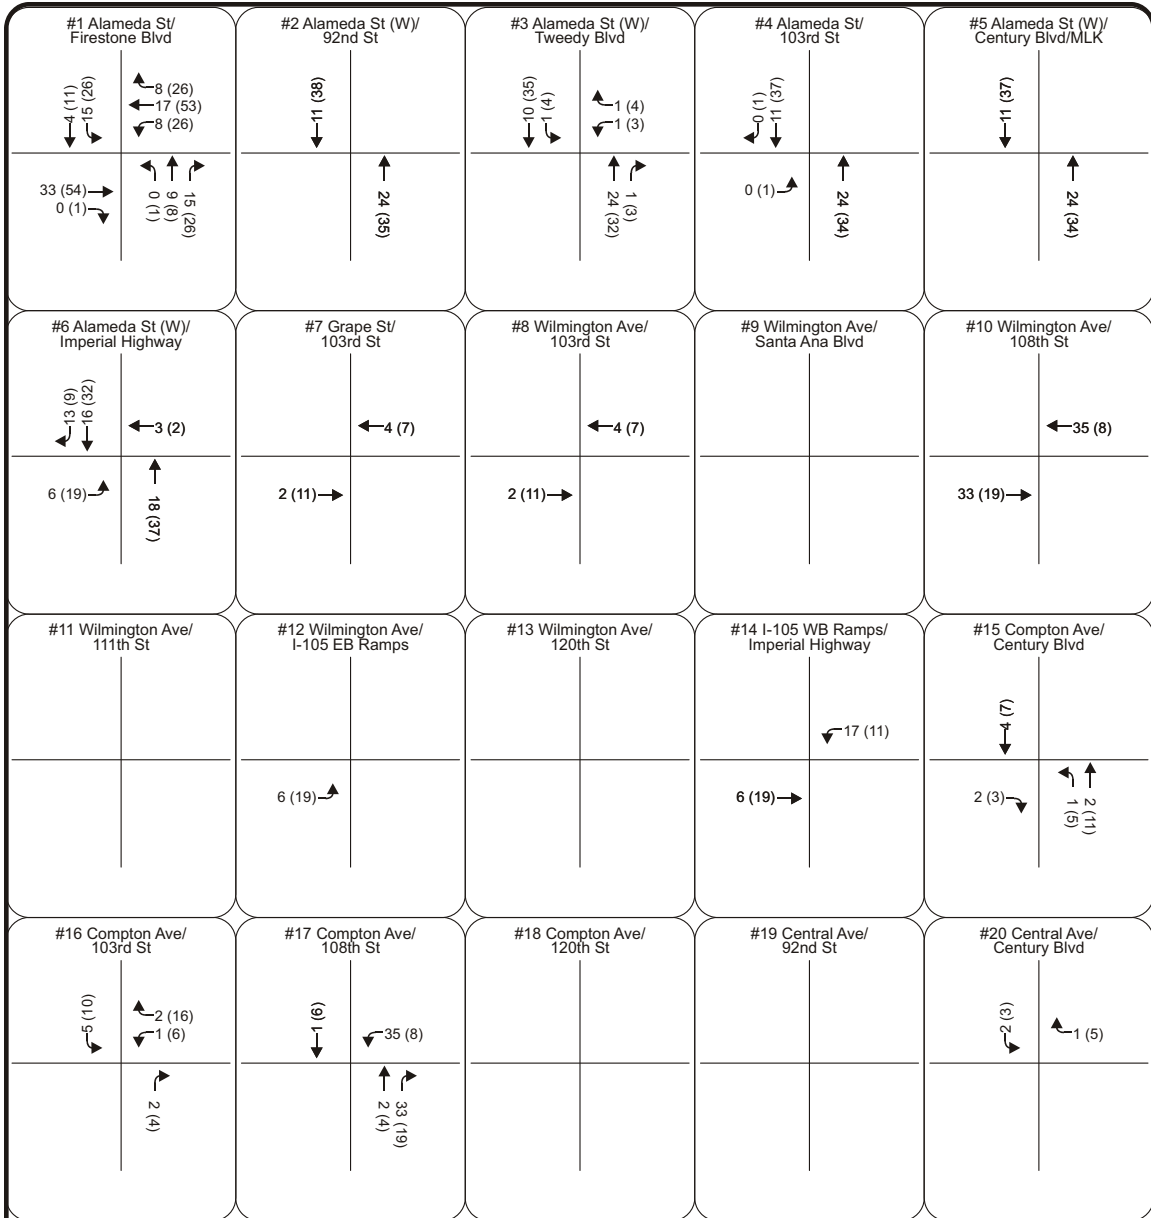 #1 Alameda St/
Firestone Blvd
4 (11)
15 (26)
8 (26)
17 (53)
8 (26)
33 (54)
0 (1)
0 (1)
9 (8)
15 (26)
#2 Alameda St (W)/
92nd St
11 (38)
24 (35)
#3 Alameda St (W)/
Tweedy Blvd
10 (35)
1 (4)
1 (4)
1 (3)
24 (32)
1 (3)
#4 Alameda St/
103rd St
0 (1)
11 (37)
0 (1)
24 (34)
#5 Alameda St (W)/
Century Blvd/MLK
11 (37)
24 (34)
#6 Alameda St (W)/
Imperial Highway
13 (9)
16 (32)
3 (2)
6 (19)
18 (37)
#7 Grape St/
103rd St
4 (7)
2 (11)
#8 Wilmington Ave/
103rd St
4 (7)
2 (11)
#9 Wilmington Ave/
Santa Ana Blvd
#10 Wilmington Ave/
108th St
35 (8)
33 (19)
#11 Wilmington Ave/
111th St
#12 Wilmington Ave/
I-105 EB Ramps
6 (19)
#13 Wilmington Ave/
120th St
#14 I-105 WB Ramps/
Imperial Highway
17 (11)
6 (19)
#15 Compton Ave/
Century Blvd
4 (7)
2 (3)
1 (5)
2 (11)
#16 Compton Ave/
103rd St
5 (10)
2 (16)
1 (6)
2 (4)
#17 Compton Ave/
108th St
1 (6)
35 (8)
2 (4)
33 (19)
#18 Compton Ave/
120th St
#19 Central Ave/
92nd St
#20 Central Ave/
Century Blvd
2 (3)
1 (5)